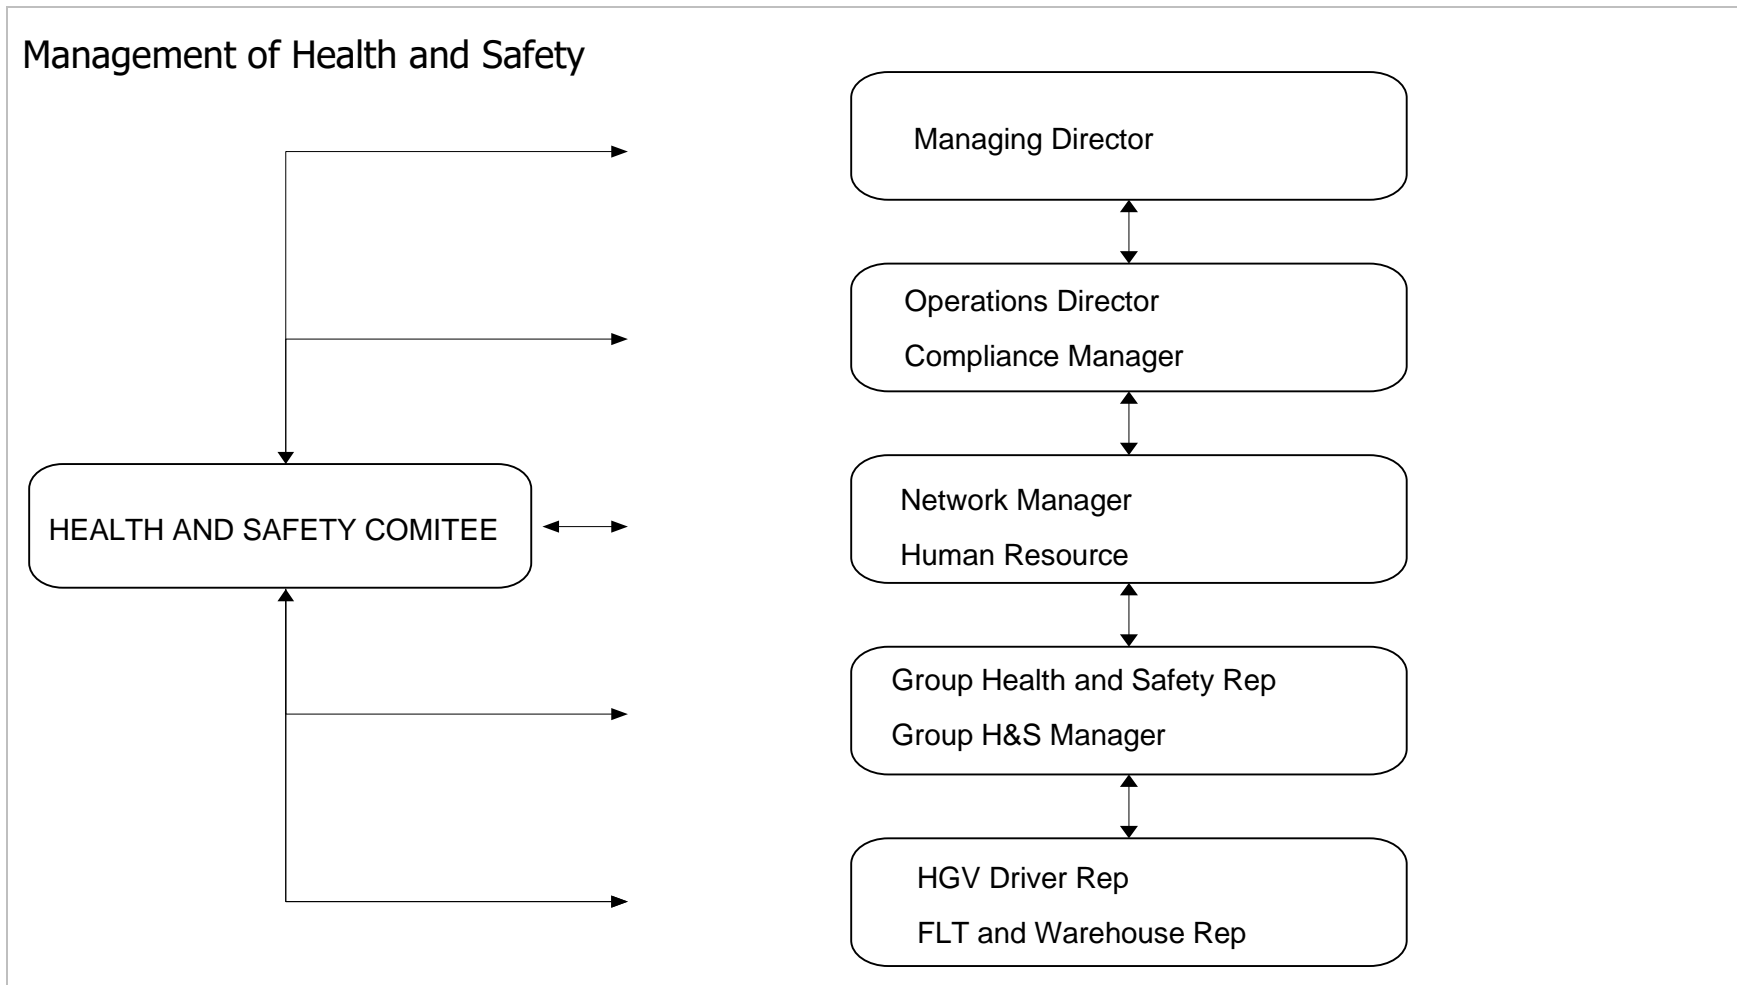 Management of Health and Safety
Managing Director
Operations Director
Compliance Manager
HEALTH AND SAFETY COMITEE
Network Manager
Human Resource
Group Health and Safety Rep
Group H&S Manager
HGV Driver Rep
FLT and Warehouse Rep